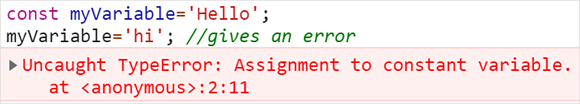 const myVariable='Hello';
myVariable='hi'; //gives an error
Uncaught TypeError: Assignment to constant variable.
at <anonymous>:2:11